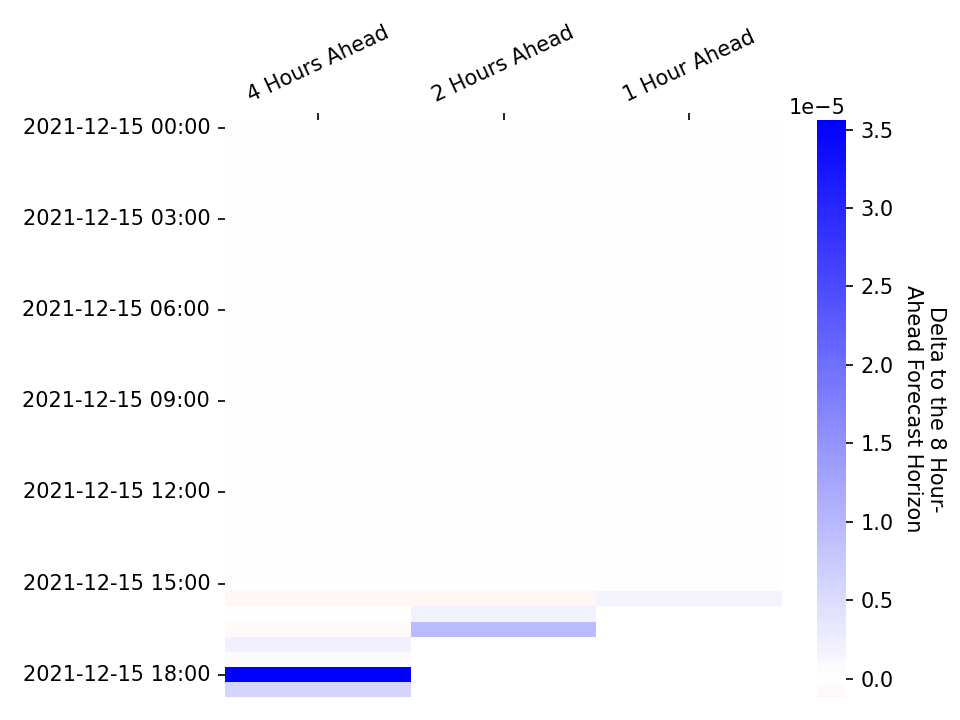 4 Hours Ahead
2 Hours Ahead
1 Hour Ahead
1e−5
2021-12-15 00:00
2021-12-15 03:00
2021-12-15 06:00
2021-12-15 09:00
2021-12-15 12:00
2021-12-15 15:00
2021-12-15 18:00
3.5
3.0
2.5
2.0
1.5
1.0
0.5
0.0
Delta to the 8 Hour-
Ahead Forecast Horizon